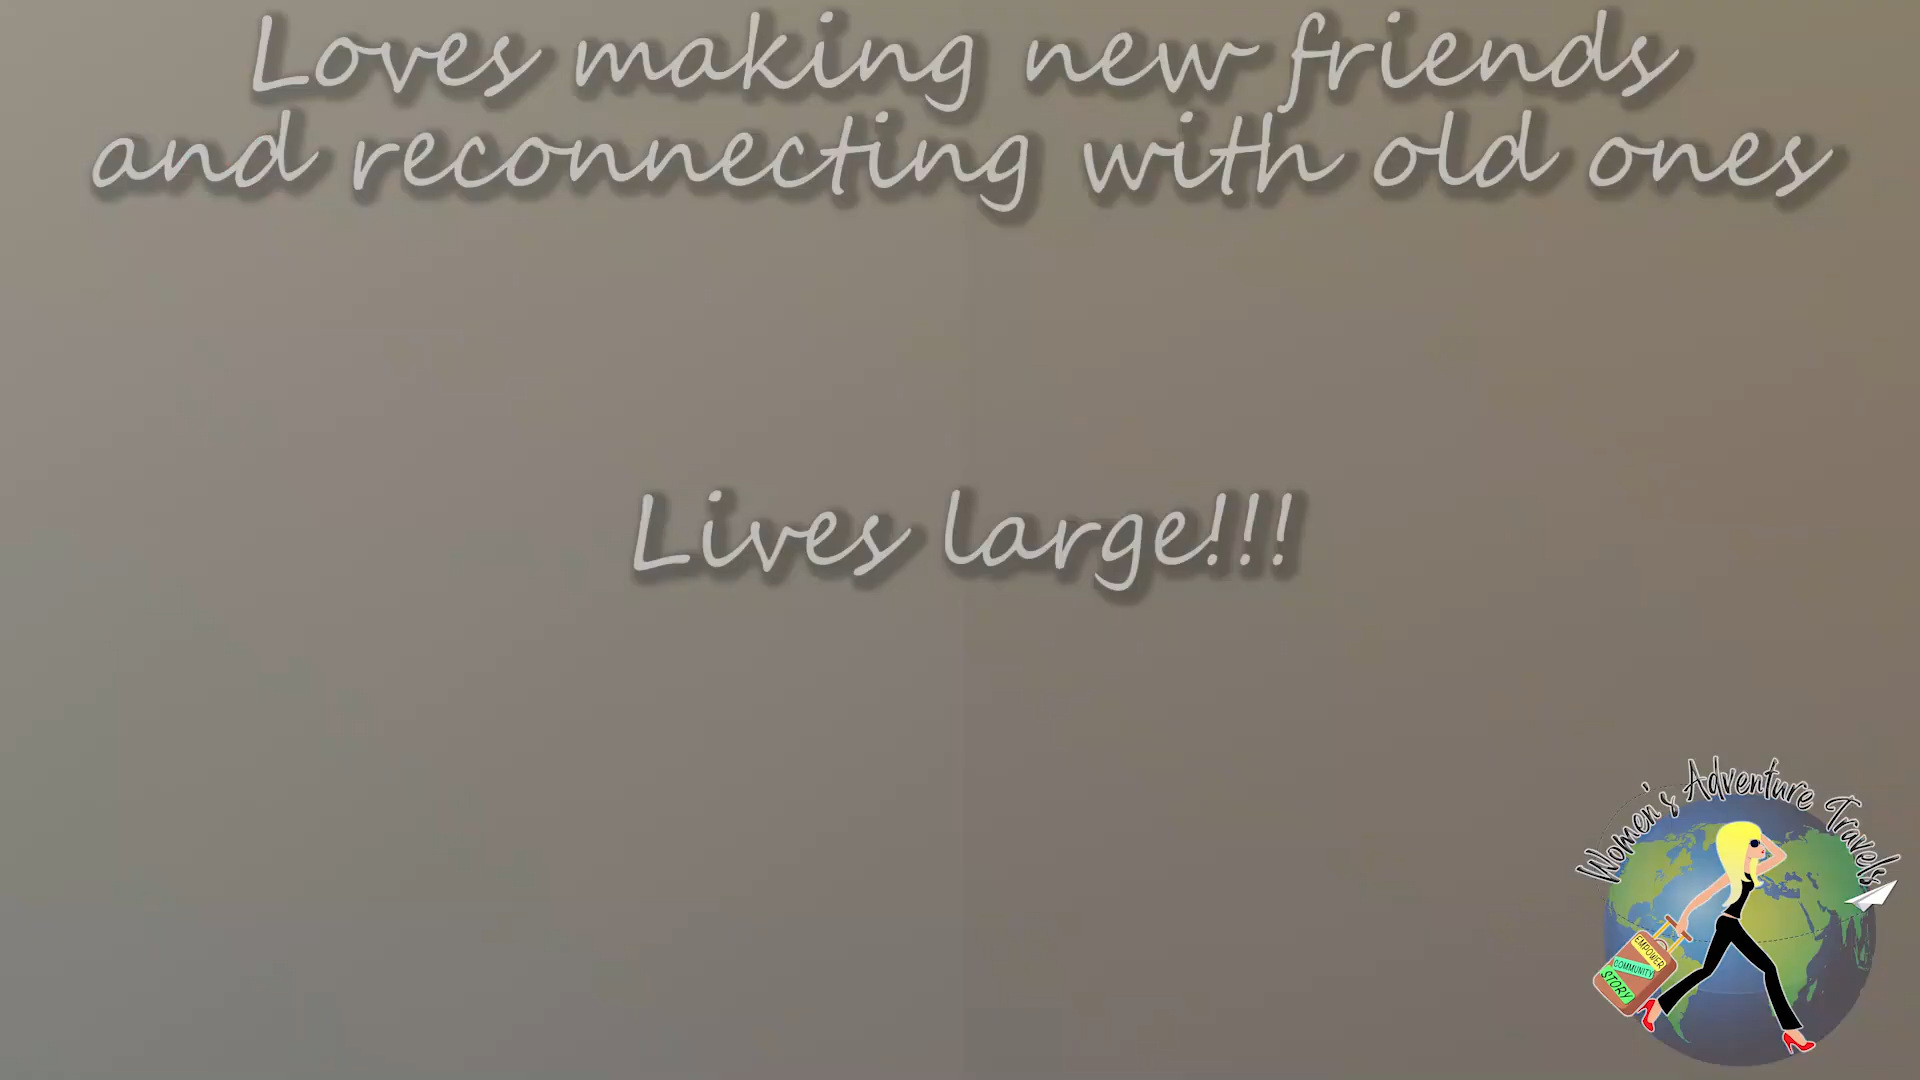 Loves making new friends
and reconnecting with old ones
Lives large!!!
Women's Adventure Travels
EMPOWER
COMMUNITY
STORY